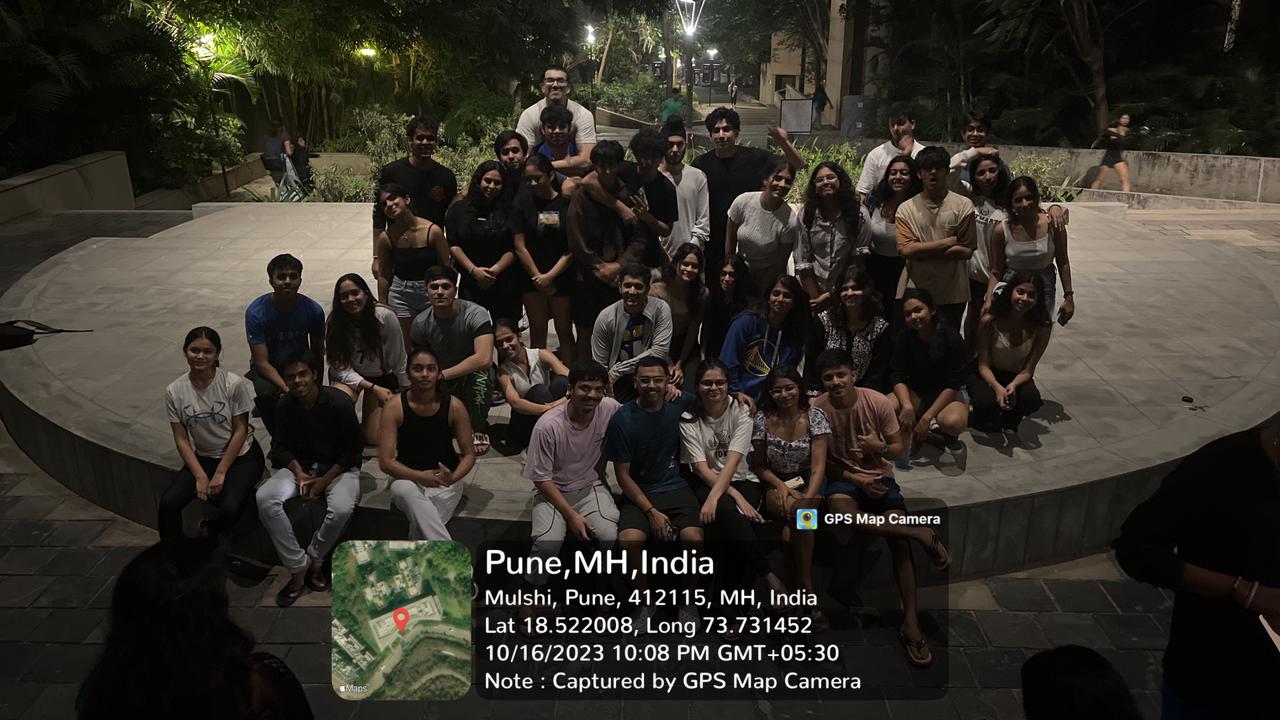 GPS Map Camera
Pune,MH,India
Mulshi, Pune, 412115, MH, India
Lat 18.522008, Long 73.731452
10/16/2023 10:08 PM GMT+05:30
Note : Captured by GPS Map Camera
Maps